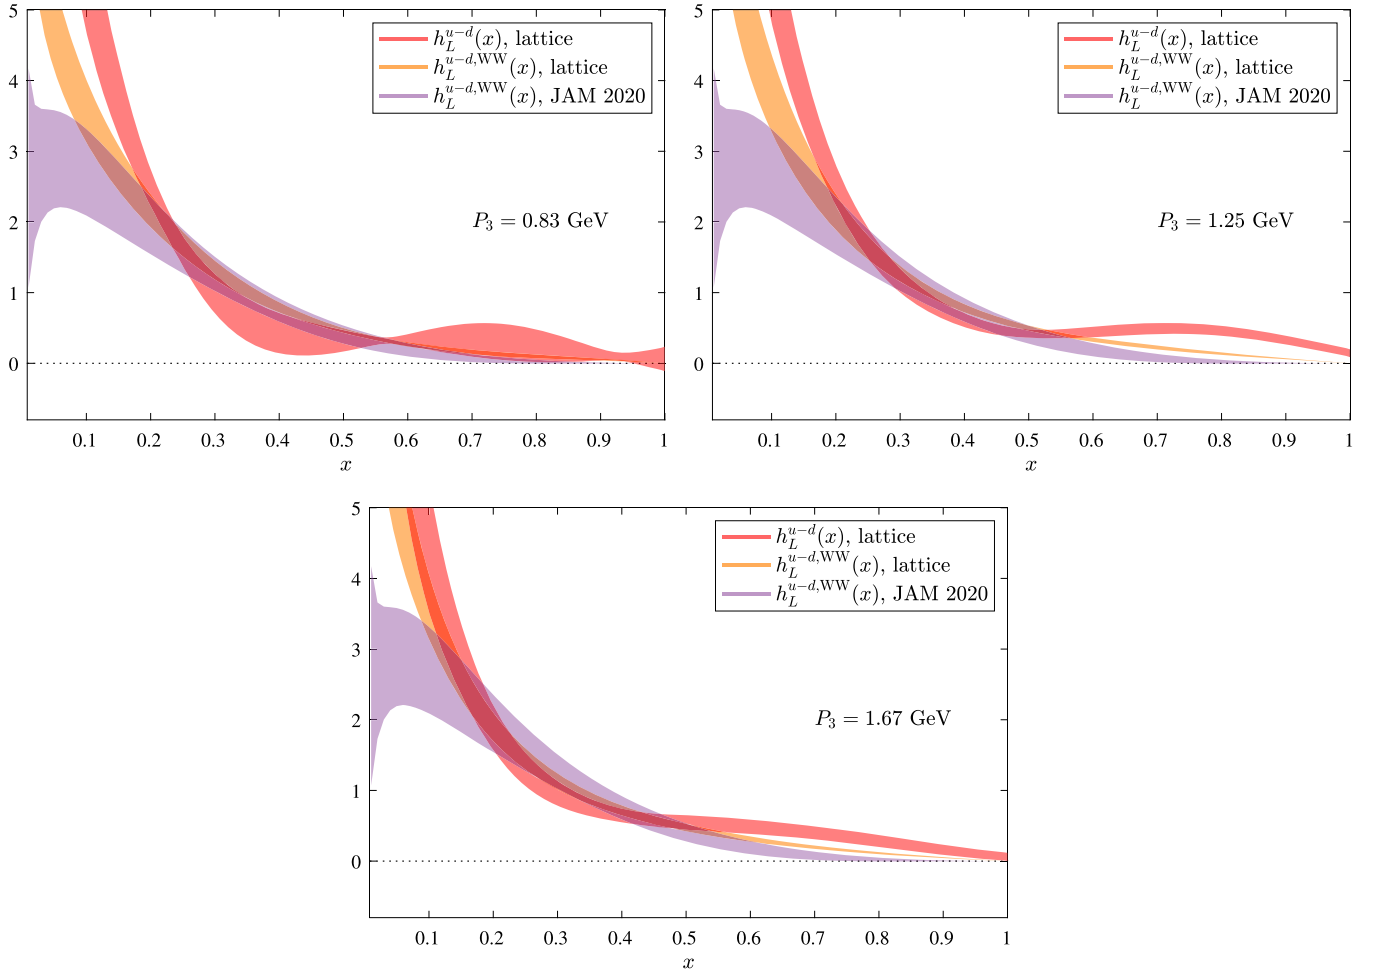 5
4
3
2
1
0
h_L^{u−d}(x), lattice
h_L^{u−d,WW}(x), lattice
h_L^{u−d,WW}(x), JAM 2020
P_3 = 0.83 GeV
0.1 0.2 0.3 0.4 0.5 0.6 0.7 0.8 0.9 1
x
5
4
3
2
1
0
h_L^{u−d}(x), lattice
h_L^{u−d,WW}(x), lattice
h_L^{u−d,WW}(x), JAM 2020
P_3 = 1.25 GeV
0.1 0.2 0.3 0.4 0.5 0.6 0.7 0.8 0.9 1
x
5
4
3
2
1
0
h_L^{u−d}(x), lattice
h_L^{u−d,WW}(x), lattice
h_L^{u−d,WW}(x), JAM 2020
P_3 = 1.67 GeV
0.1 0.2 0.3 0.4 0.5 0.6 0.7 0.8 0.9 1
x